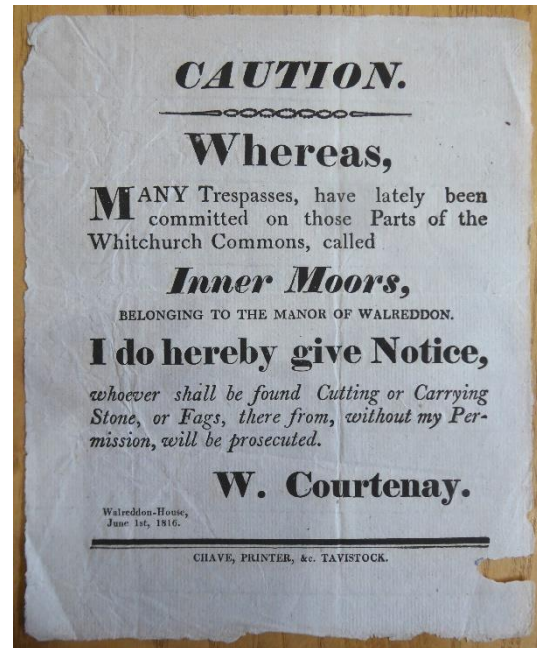 CAUTION.
Whereas,
MANY Trespasses, have lately been
committed on those Parts of the
Whitchurch Commons, called
Inner Moors,
BELONGING TO THE MANOR OF WALREDDON.
I do hereby give Notice,
whoever shall be found Cutting or Carrying
Stone, or Fags, there from, without my Per-
mission, will be prosecuted.
W. Courtenay.
Walreddon-House,
June 1st, 1816.
CHAVE, PRINTER, &c. TAVISTOCK.